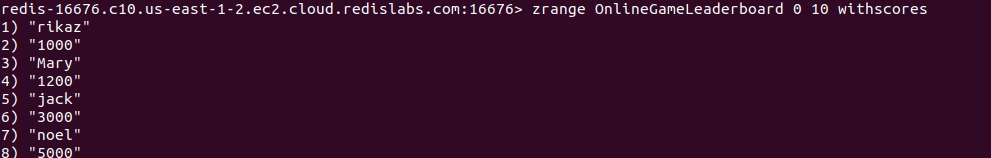 redis-16676.c10.us-east-1-2.ec2.cloud.redislabs.com:16676> zrange OnlineGameLeaderboard 0 10 withscores
1) "rikaz"
2) "1000"
3) "Mary"
4) "1200"
5) "jack"
6) "3000"
7) "noel"
8) "5000"